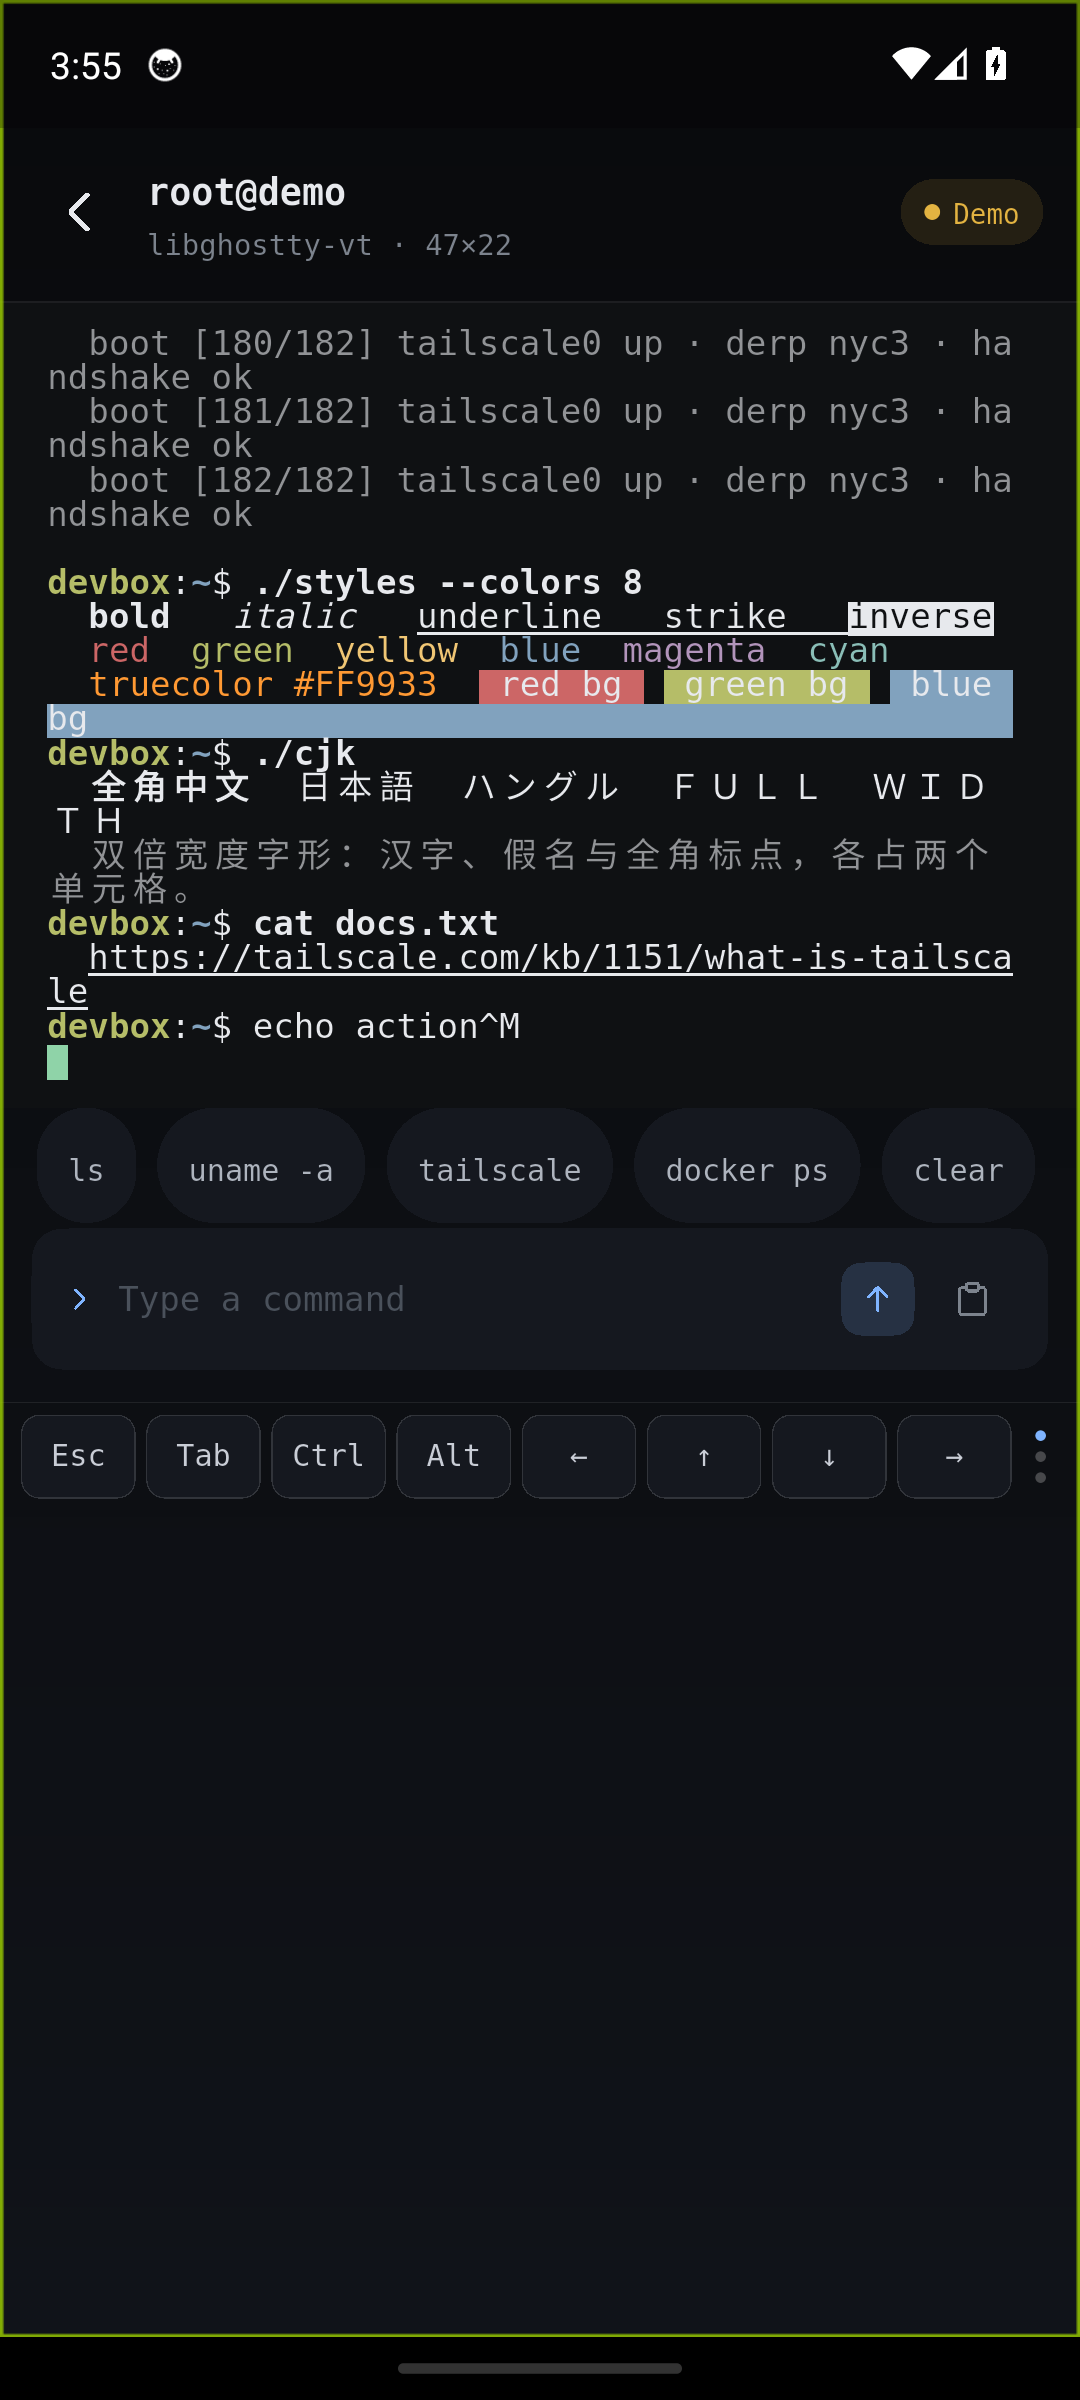 3:55
root@demo
libghostty-vt · 47×22
Demo
boot [180/182] tailscale0 up · derp nyc3 · ha
ndshake ok
boot [181/182] tailscale0 up · derp nyc3 · ha
ndshake ok
boot [182/182] tailscale0 up · derp nyc3 · ha
ndshake ok
devbox:~$ ./styles --colors 8
bold italic underline strike inverse
red green yellow blue magenta cyan
truecolor #FF9933 red bg green bg blue
bg
devbox:~$ ./cjk
全角中文 日本語 ハングル ＦＵＬＬ ＷＩＤ
ＴＨ
双倍宽度字形：汉字、假名与全角标点，各占两个
单元格。
devbox:~$ cat docs.txt
https://tailscale.com/kb/1151/what-is-tailsca
le
devbox:~$ echo action^M
ls uname -a tailscale docker ps clear
Type a command
Esc Tab Ctrl Alt ← ↑ ↓ →